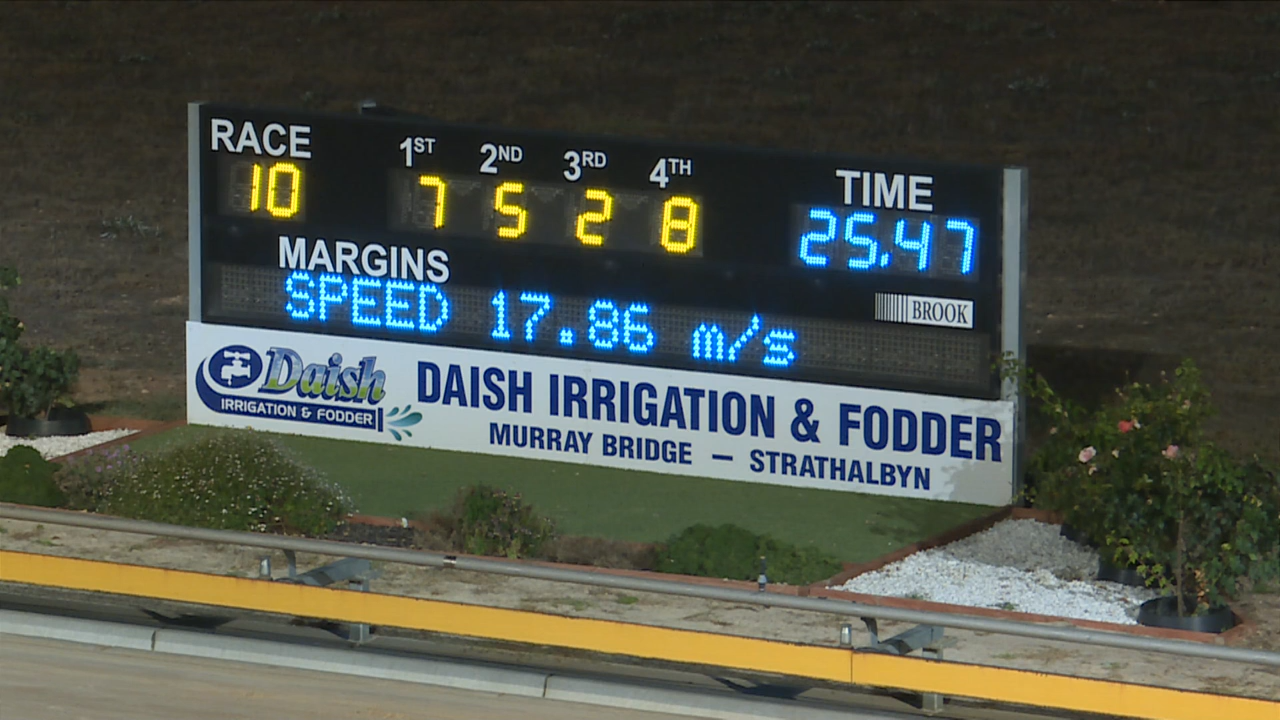 RACE 1ST 2ND 3RD 4TH TIME
10 7 5 2 8 25.47
MARGINS
SPEED 17.86 m/s
BROOK
Daish
IRRIGATION & FODDER
DAISH IRRIGATION & FODDER
MURRAY BRIDGE – STRATHALBYN